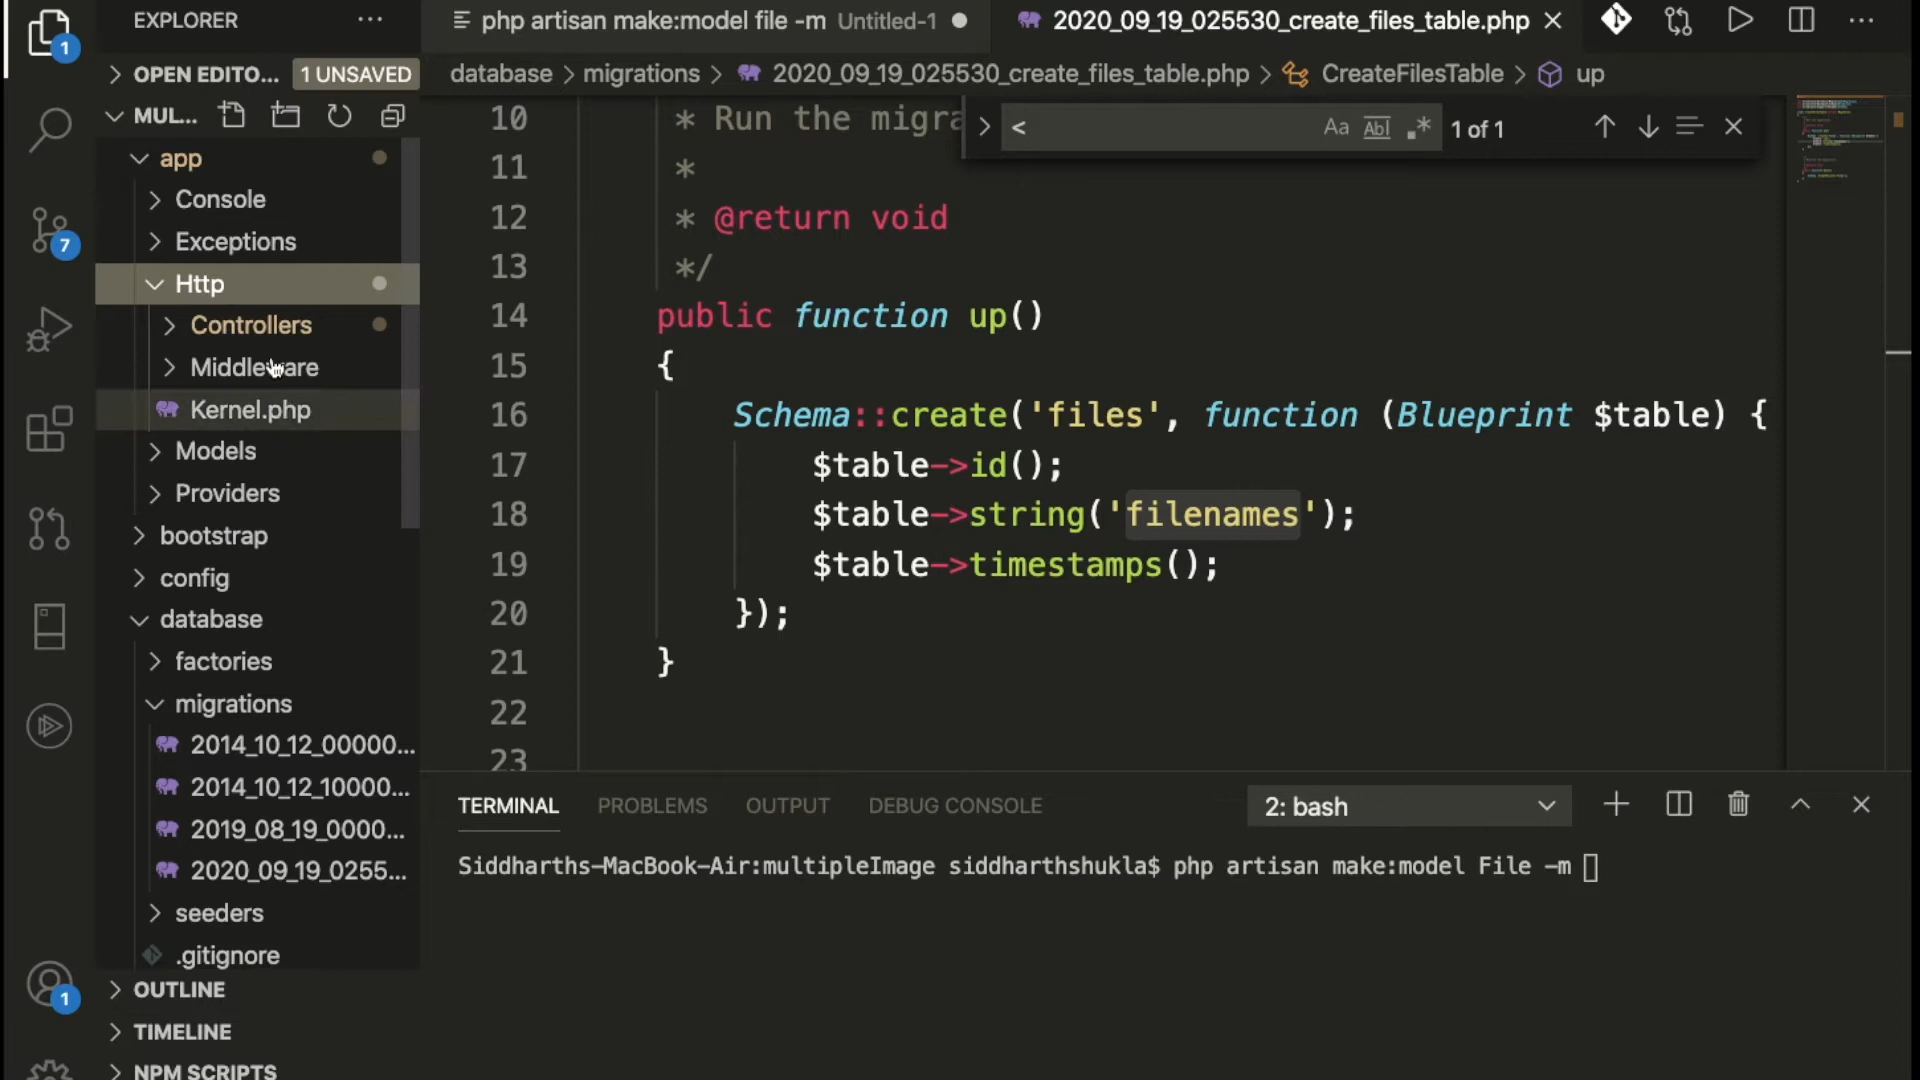 EXPLORER
php artisan make:model file -m Untitled-1
2020_09_19_025530_create_files_table.php
OPEN EDITO... 1 UNSAVED
database > migrations > 2020_09_19_025530_create_files_table.php > CreateFilesTable > up
MUL...
< Aa Abl .* 1 of 1
app
Console
Exceptions
Http
Controllers
Middleware
Kernel.php
Models
Providers
bootstrap
config
database
factories
migrations
2014_10_12_00000...
2014_10_12_10000...
2019_08_19_0000...
2020_09_19_0255...
seeders
.gitignore
OUTLINE
TIMELINE
NPM SCRIPTS
1
7
1
10 * Run the migra
11 *
12 * @return void
13 */
14 public function up()
15 {
16 Schema::create('files', function (Blueprint $table) {
17 $table->id();
18 $table->string('filenames');
19 $table->timestamps();
20 });
21 }
22
23
TERMINAL PROBLEMS OUTPUT DEBUG CONSOLE 2: bash
Siddharths-MacBook-Air:multipleImage siddharthshukla$ php artisan make:model File -m